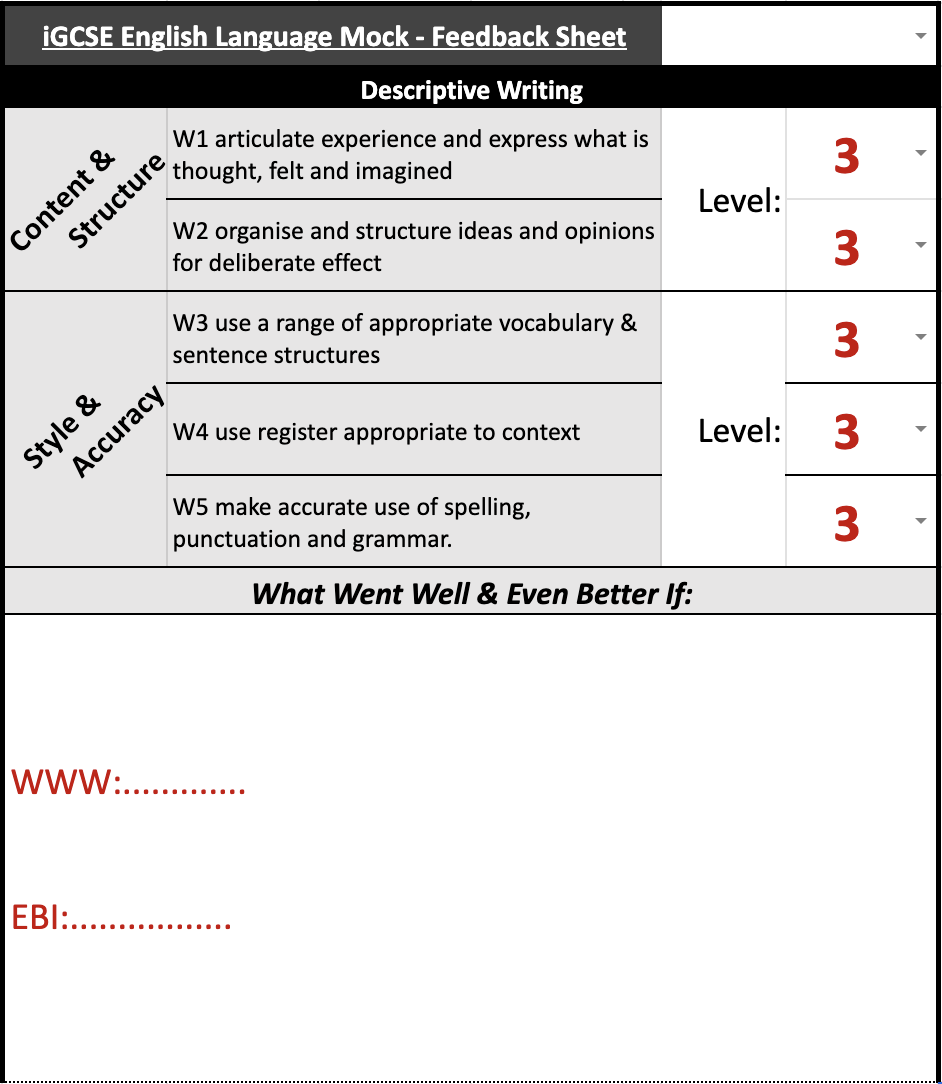 iGCSE English Language Mock - Feedback Sheet
Descriptive Writing
Content &
Structure
W1 articulate experience and express what is
thought, felt and imagined
Level:
3
W2 organise and structure ideas and opinions
for deliberate effect
3
Style &
Accuracy
W3 use a range of appropriate vocabulary &
sentence structures
3
W4 use register appropriate to context
Level:
3
W5 make accurate use of spelling,
punctuation and grammar.
3
What Went Well & Even Better If:
WWW:.............
EBI:.................